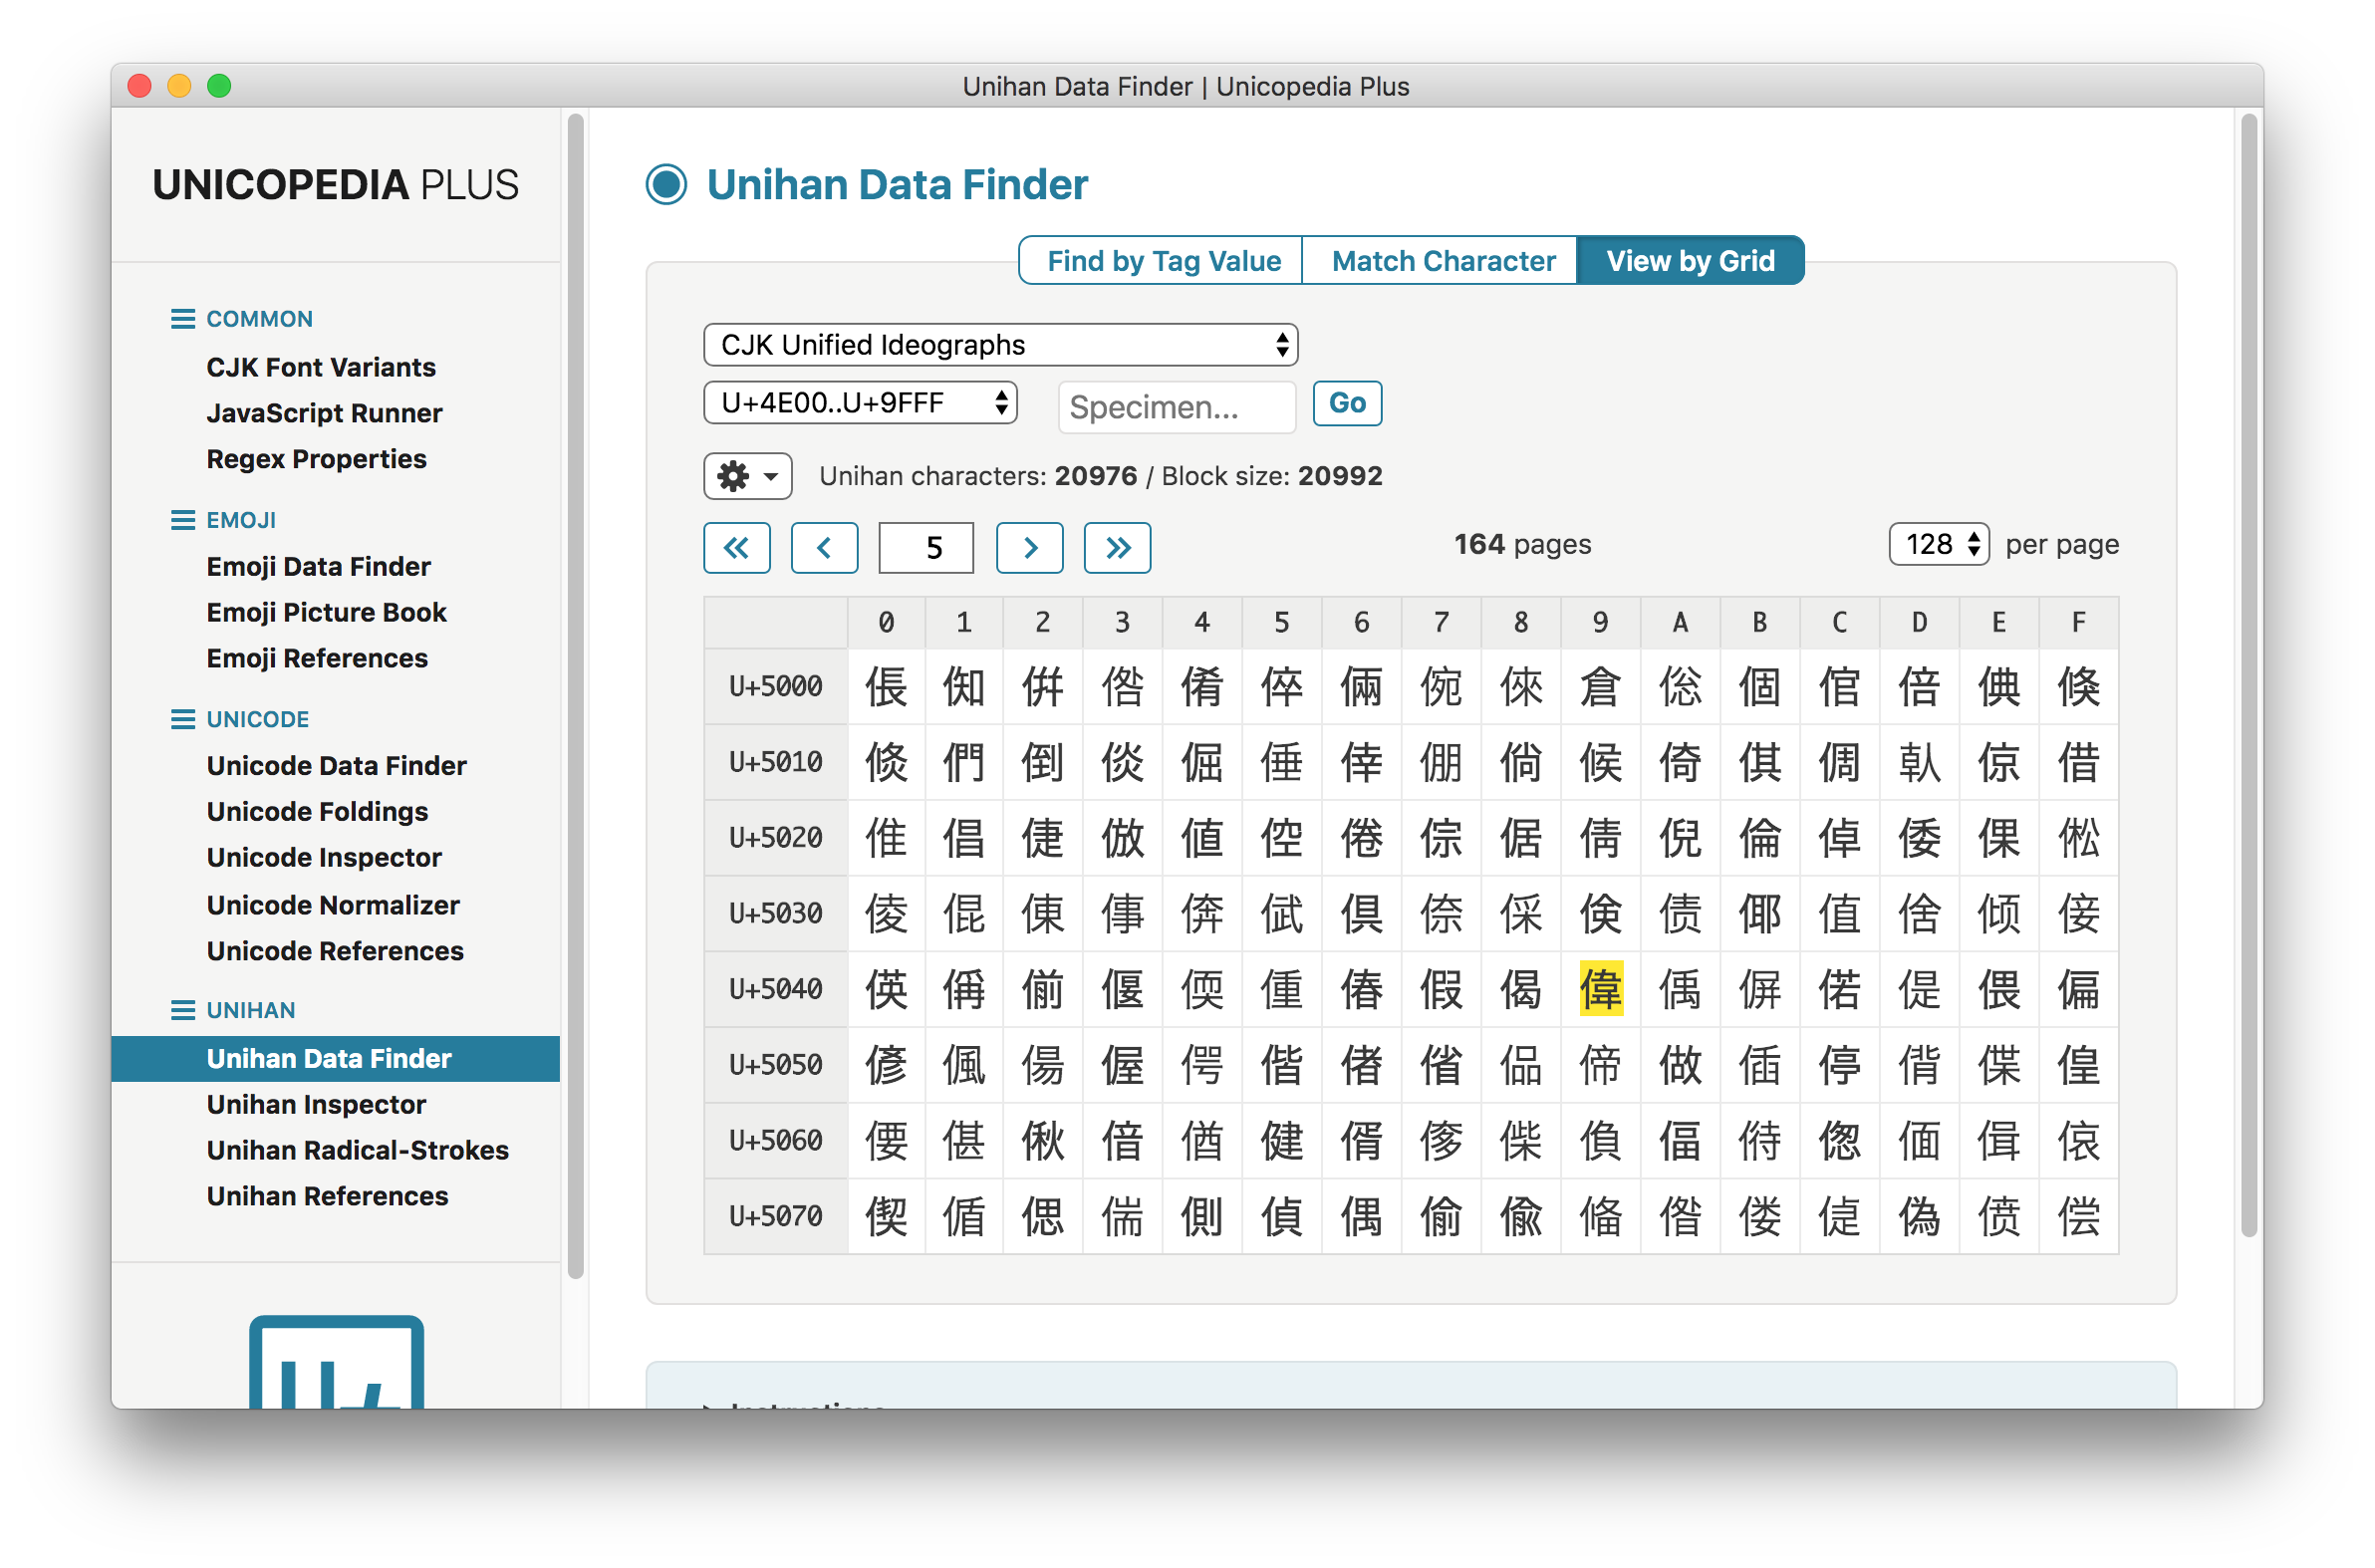 Unihan Data Finder | Unicopedia Plus
UNICOPEDIA PLUS
COMMON
CJK Font Variants
JavaScript Runner
Regex Properties
EMOJI
Emoji Data Finder
Emoji Picture Book
Emoji References
UNICODE
Unicode Data Finder
Unicode Foldings
Unicode Inspector
Unicode Normalizer
Unicode References
UNIHAN
Unihan Data Finder
Unihan Inspector
Unihan Radical-Strokes
Unihan References
U+
Unihan Data Finder
Find by Tag Value Match Character View by Grid
CJK Unified Ideographs
U+4E00..U+9FFF Specimen... Go
Unihan characters: 20976 / Block size: 20992
« ‹ 5 › » 164 pages 128 per page
0 1 2 3 4 5 6 7 8 9 A B C D E F
U+5000 倀 倁 倂 倃 倄 倅 倆 倇 倈 倉 倊 個 倌 倍 倎 倏
U+5010 倐 們 倒 倓 倔 倕 倖 倗 倘 候 倚 倛 倜 倝 倞 借
U+5020 倠 倡 倢 倣 値 倥 倦 倧 倨 倩 倪 倫 倬 倭 倮 倯
U+5030 倰 倱 倲 倳 倴 倵 倶 倷 倸 倹 债 倻 值 倽 倾 倿
U+5040 偀 偁 偂 偃 偄 偅 偆 假 偈 偉 偊 偋 偌 偍 偎 偏
U+5050 偐 偑 偒 偓 偔 偕 偖 偗 偘 偙 做 偛 停 偝 偞 偟
U+5060 偠 偡 偢 偣 偤 健 偦 偧 偨 偩 偪 偫 偬 偭 偮 偯
U+5070 偰 偱 偲 偳 側 偵 偶 偷 偸 偹 偺 偻 偼 偽 偾 偿
Instructions